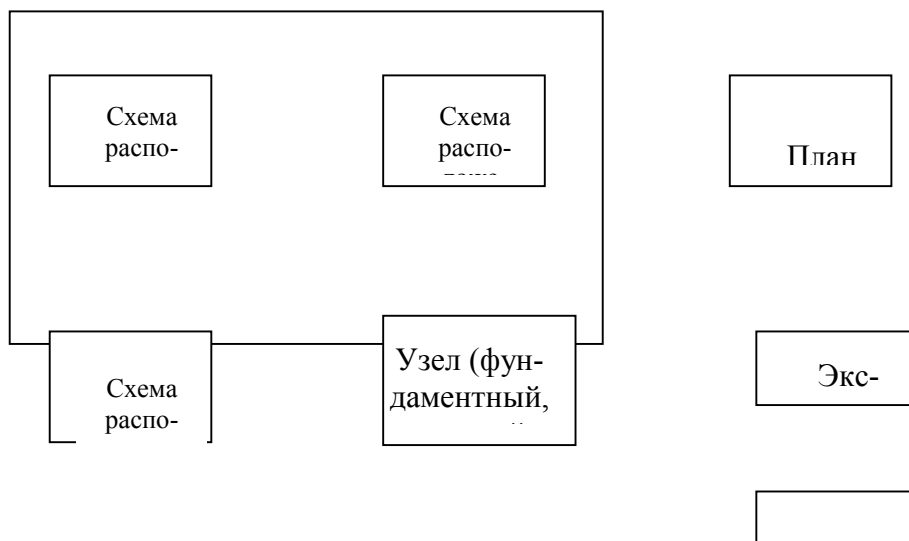 Схема
распо-
Схема
распо-
План
Схема
распо-
Узел (фун-
даментный,
Экс-